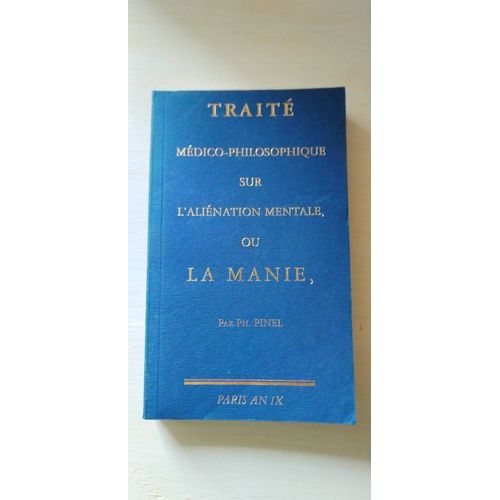 TRAITÉ
MÉDICO-PHILOSOPHIQUE
SUR
L'ALIÉNATION MENTALE,
OU
LA MANIE,
PAR PH. PINEL
PARIS AN IX